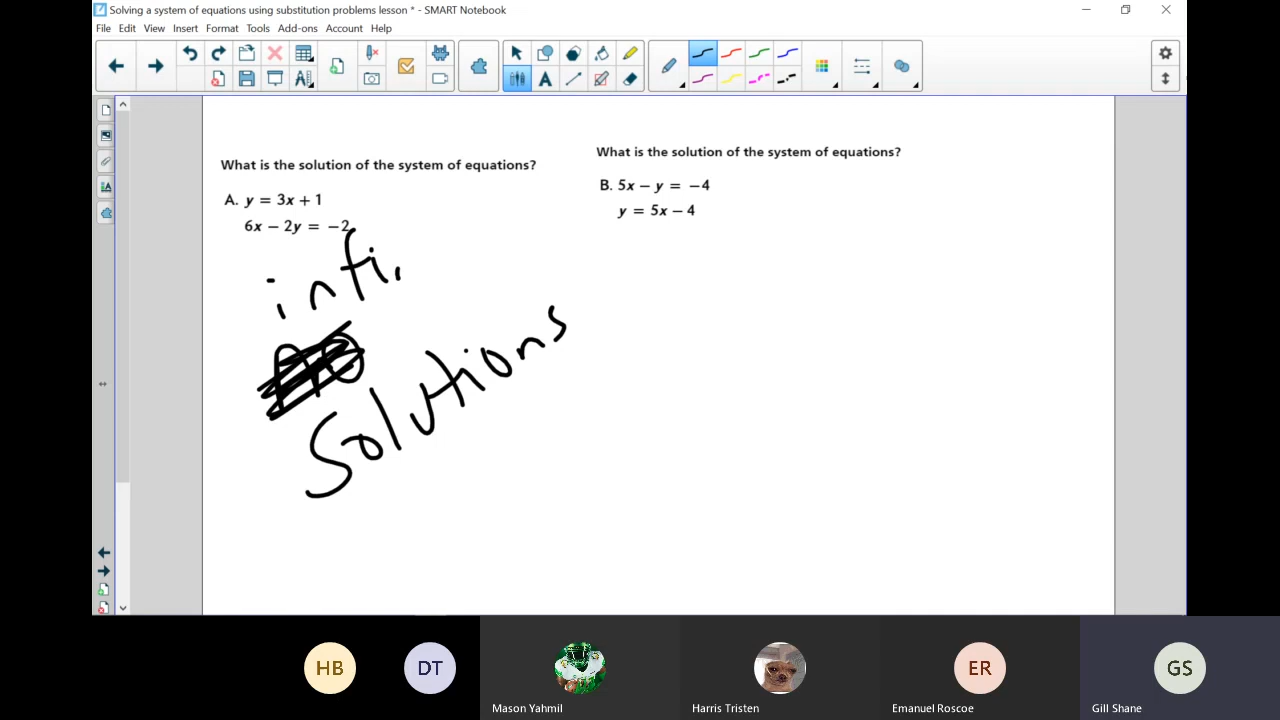 Solving a system of equations using substitution problems lesson * - SMART Notebook
File Edit View Insert Format Tools Add-ons Account Help
What is the solution of the system of equations?
A. y = 3x + 1
6x − 2y = −2
infi.
Solutions
What is the solution of the system of equations?
B. 5x − y = −4
y = 5x − 4
HB
DT
Mason Yahmil
Harris Tristen
ER
Emanuel Roscoe
GS
Gill Shane